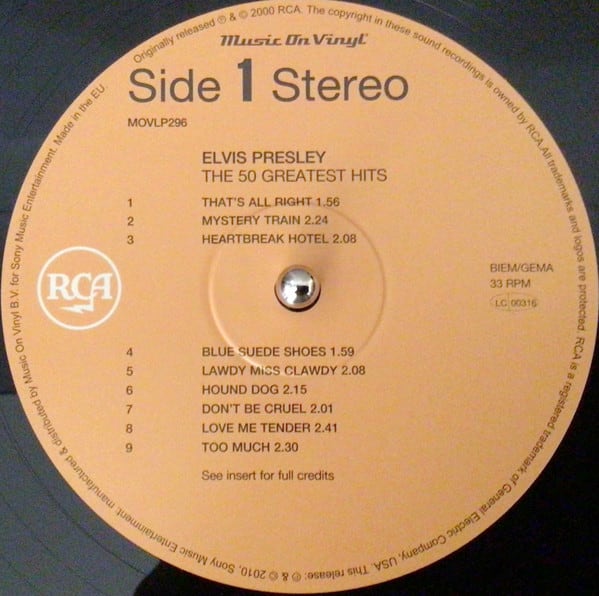 Originally released ℗ & © 2000 RCA. The copyright in these sound recordings is owned by RCA. All trademarks and logos are protected. RCA is a registered trademark of General Electric Company, USA. This release: ℗ & © 2010, Sony Music Entertainment, manufactured & distributed by Music On Vinyl B.V. for Sony Music Entertainment. Made in the EU.
Music On Vinyl
Side 1 Stereo
MOVLP296
ELVIS PRESLEY
THE 50 GREATEST HITS
1 THAT'S ALL RIGHT 1.56
2 MYSTERY TRAIN 2.24
3 HEARTBREAK HOTEL 2.08
RCA
BIEM/GEMA
33 RPM
LC 00316
4 BLUE SUEDE SHOES 1.59
5 LAWDY MISS CLAWDY 2.08
6 HOUND DOG 2.15
7 DON'T BE CRUEL 2.01
8 LOVE ME TENDER 2.41
9 TOO MUCH 2.30
See insert for full credits